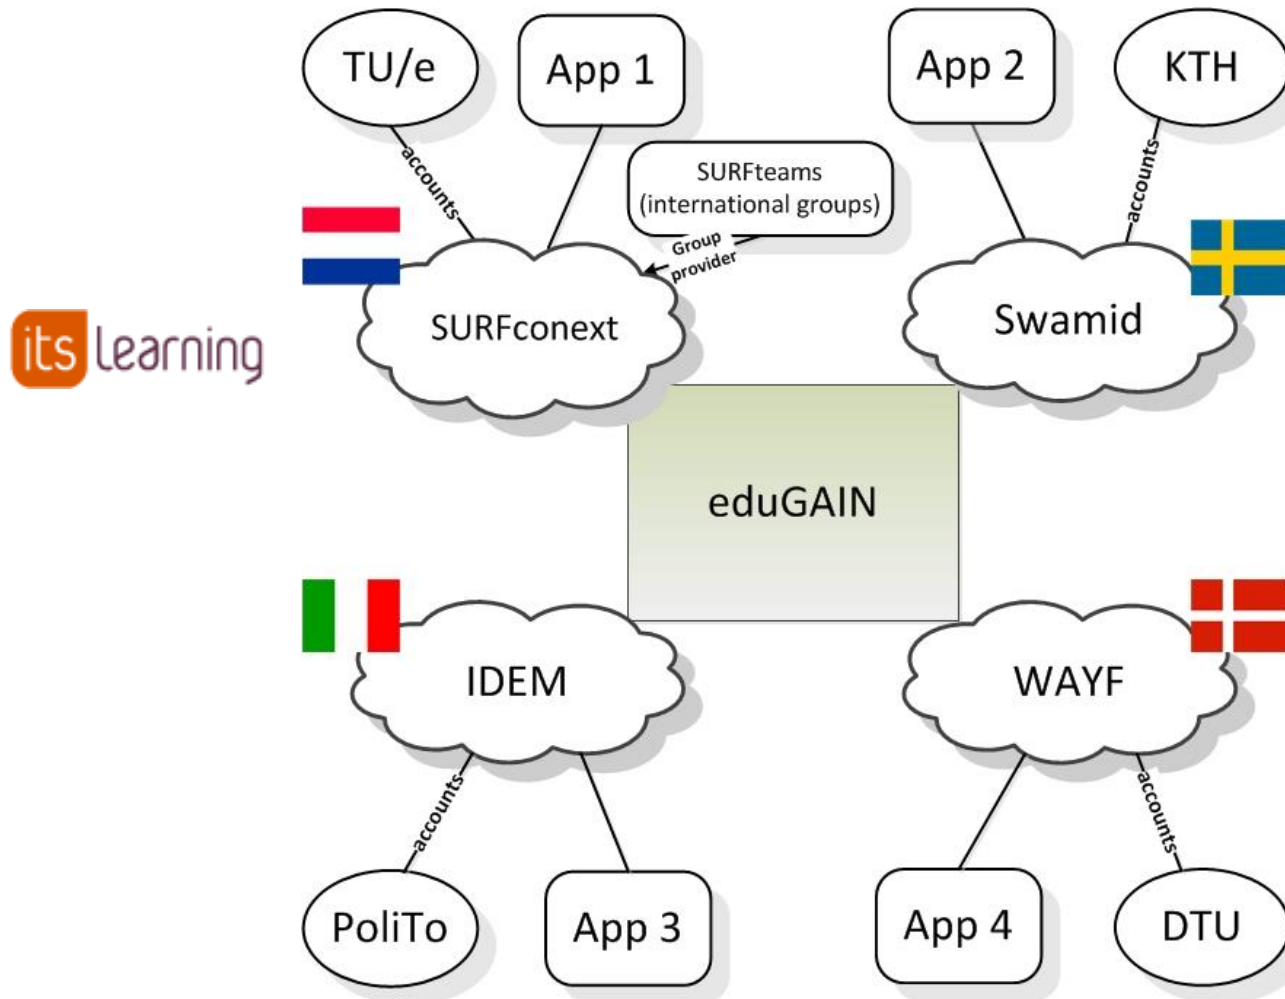 TU/e
App 1
App 2
KTH
accounts
SURFteams
(international groups)
accounts
Group
provider
SURFconext
Swamid
its learning
eduGAIN
IDEM
WAYF
accounts
accounts
PoliTo
App 3
App 4
DTU